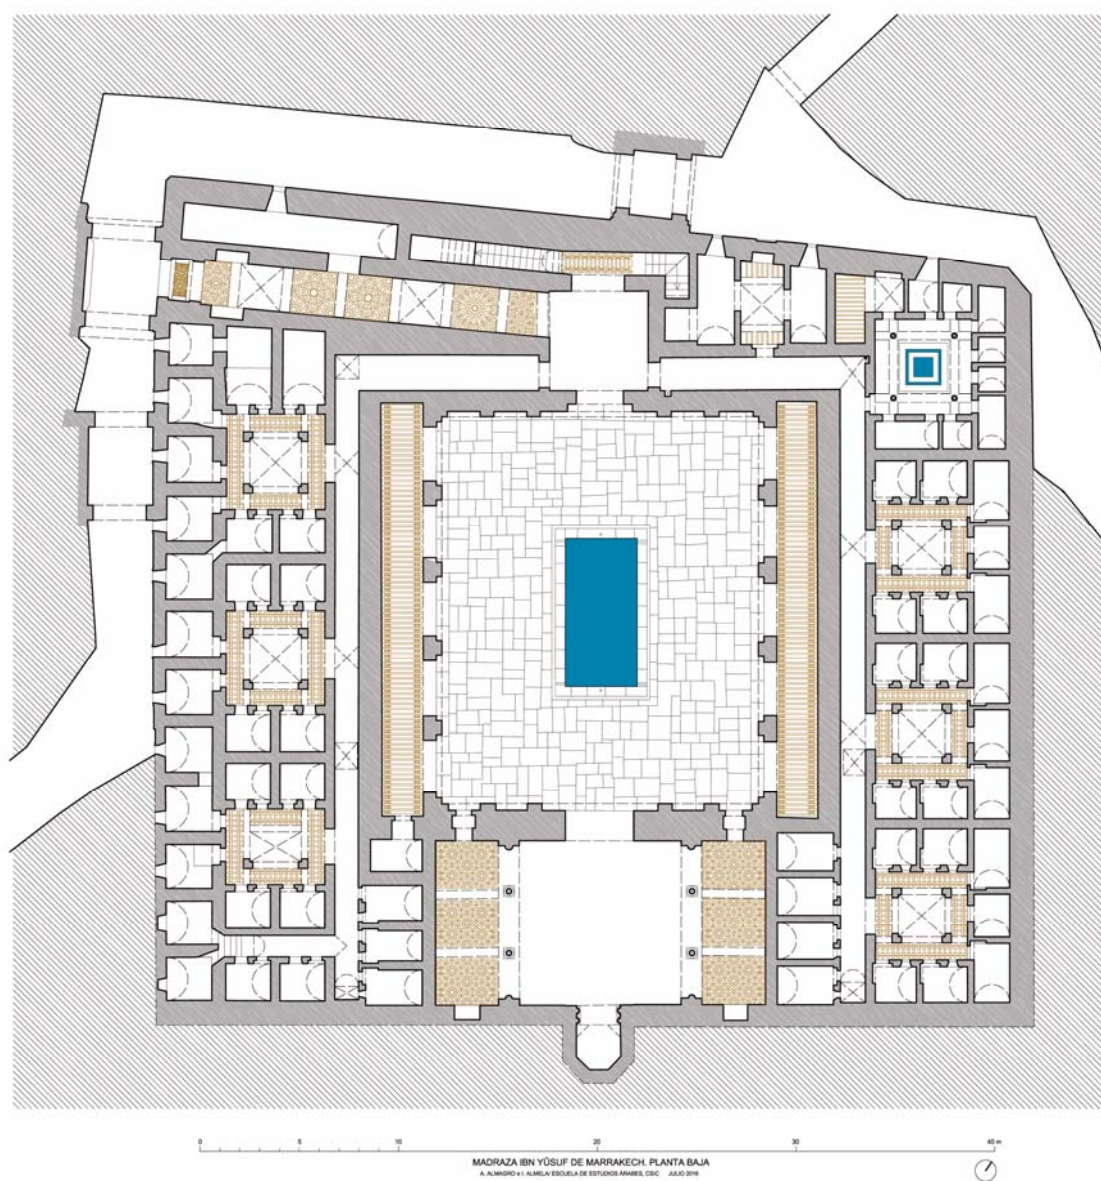 0 5 10 20 30 40 m
MADRAZA IBN YŪSUF DE MARRAKECH. PLANTA BAJA
A. ALMAGRO e I. ALMELA/ ESCUELA DE ESTUDIOS ÁRABES, CSIC JULIO 2016